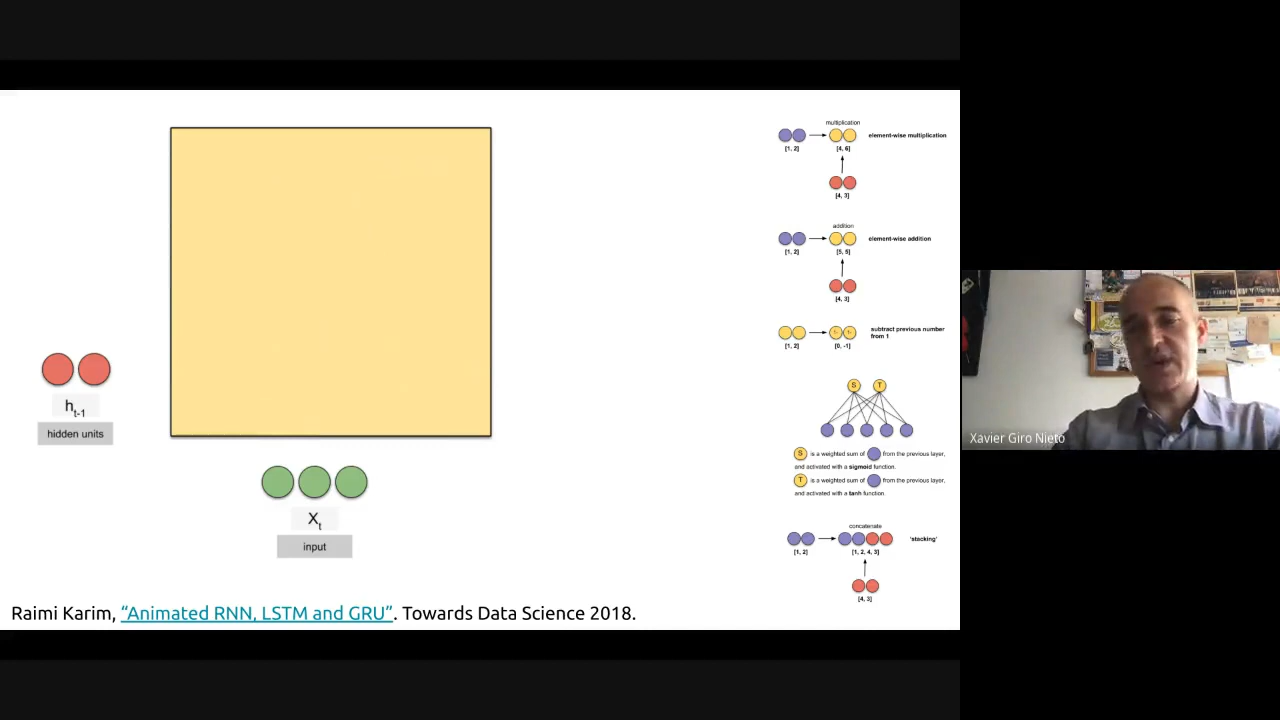 h t-1
hidden units
X t
input
multiplication
[1, 2]
[4, 6]
element-wise multiplication
[4, 3]
addition
[1, 2]
[5, 5]
element-wise addition
[4, 3]
[1, 2]
1-
1-
[0, -1]
subtract previous number
from 1
S
T
S is a weighted sum of from the previous layer,
and activated with a sigmoid function.
T is a weighted sum of from the previous layer,
and activated with a tanh function
concatenate
[1, 2]
[1, 2, 4, 3]
'stacking'
[4, 3]
Raimi Karim, “Animated RNN, LSTM and GRU”. Towards Data Science 2018.
Xavier Giro Nieto